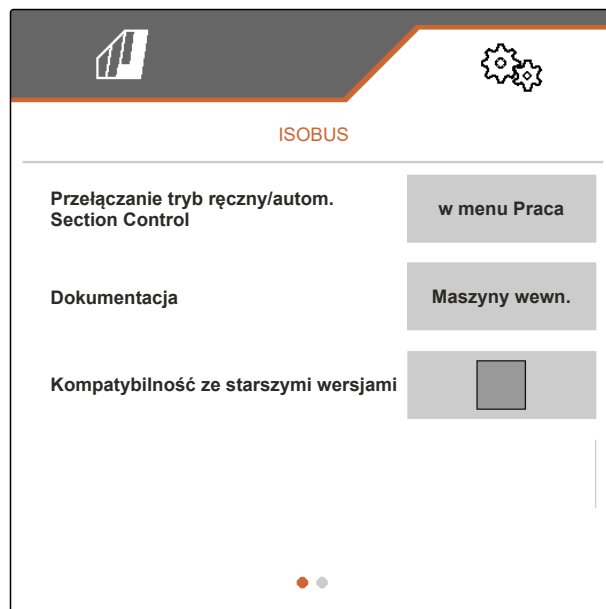 ISOBUS
Przełączanie tryb ręczny/autom.
Section Control
w menu Praca
Dokumentacja
Maszyny wewn.
Kompatybilność ze starszymi wersjami